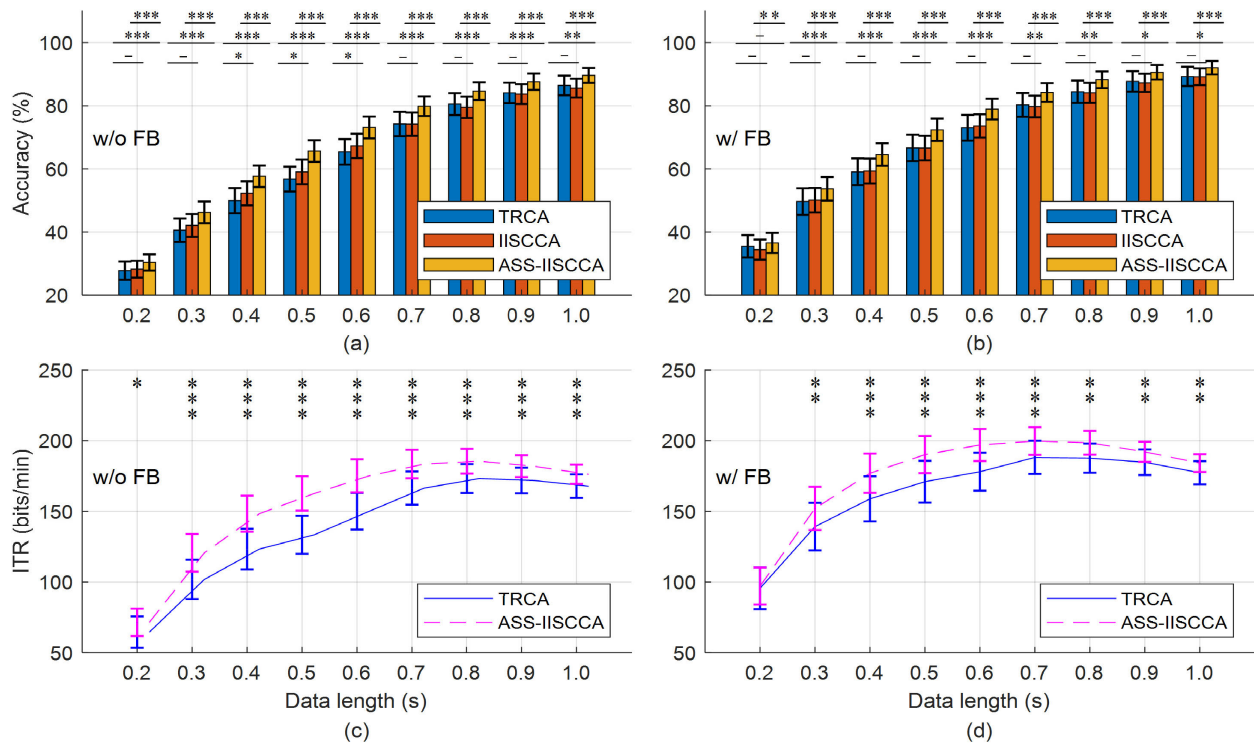 *** *** *** *** *** *** *** *** ***
*** *** *** *** *** *** *** *** **
– – * * * – – – –
100
80
60
40
20
Accuracy (%)
w/o FB
TRCA
IISCCA
ASS-IISCCA
0.2 0.3 0.4 0.5 0.6 0.7 0.8 0.9 1.0
(a)
** *** *** *** *** *** *** *** ***
– *** *** *** *** ** ** * *
– – – – – – – – –
100
80
60
40
20
w/ FB
TRCA
IISCCA
ASS-IISCCA
0.2 0.3 0.4 0.5 0.6 0.7 0.8 0.9 1.0
(b)
250
200
150
100
50
ITR (bits/min)
* *** *** *** *** *** *** *** ***
w/o FB
TRCA
ASS-IISCCA
0.2 0.3 0.4 0.5 0.6 0.7 0.8 0.9 1.0
Data length (s)
(c)
250
200
150
100
50
** *** *** *** *** ** ** **
w/ FB
TRCA
ASS-IISCCA
0.2 0.3 0.4 0.5 0.6 0.7 0.8 0.9 1.0
Data length (s)
(d)